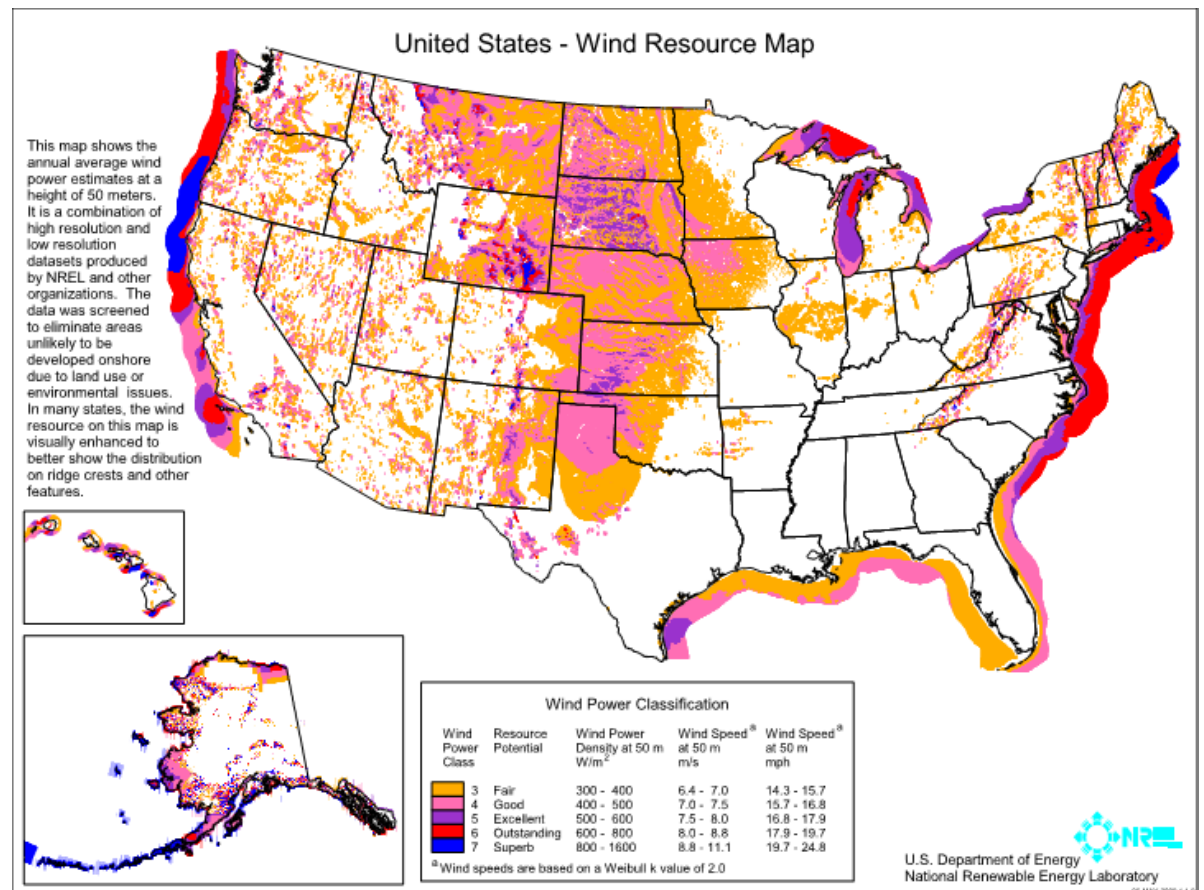 United States - Wind Resource Map
This map shows the
annual average wind
power estimates at a
height of 50 meters.
It is a combination of
high resolution and
low resolution
datasets produced
by NREL and other
organizations. The
data was screened
to eliminate areas
unlikely to be
developed onshore
due to land use or
environmental issues.
In many states, the wind
resource on this map is
visually enhanced to
better show the distribution
on ridge crests and other
features.
Wind Power Classification
Wind Resource Wind Power Wind Speed a Wind Speed a
Power Potential Density at 50 m at 50 m at 50 m
Class W/m2 m/s mph
3 Fair 300 - 400 6.4 - 7.0 14.3 - 15.7
4 Good 400 - 500 7.0 - 7.5 15.7 - 16.8
5 Excellent 500 - 600 7.5 - 8.0 16.8 - 17.9
6 Outstanding 600 - 800 8.0 - 8.8 17.9 - 19.7
7 Superb 800 - 1600 8.8 - 11.1 19.7 - 24.8
a Wind speeds are based on a Weibull k value of 2.0
NREL
U.S. Department of Energy
National Renewable Energy Laboratory